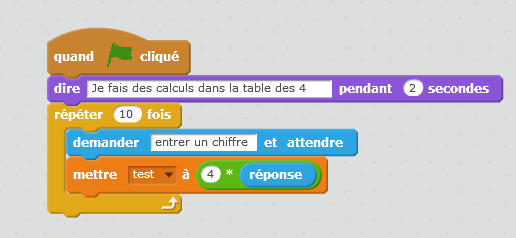 quand cliqué
dire Je fais des calculs dans la table des 4 pendant 2 secondes
répéter 10 fois
demander entrer un chiffre et attendre
mettre test à 4 * réponse